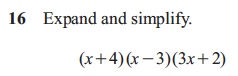 16 Expand and simplify.
(x+4)(x−3)(3x+2)